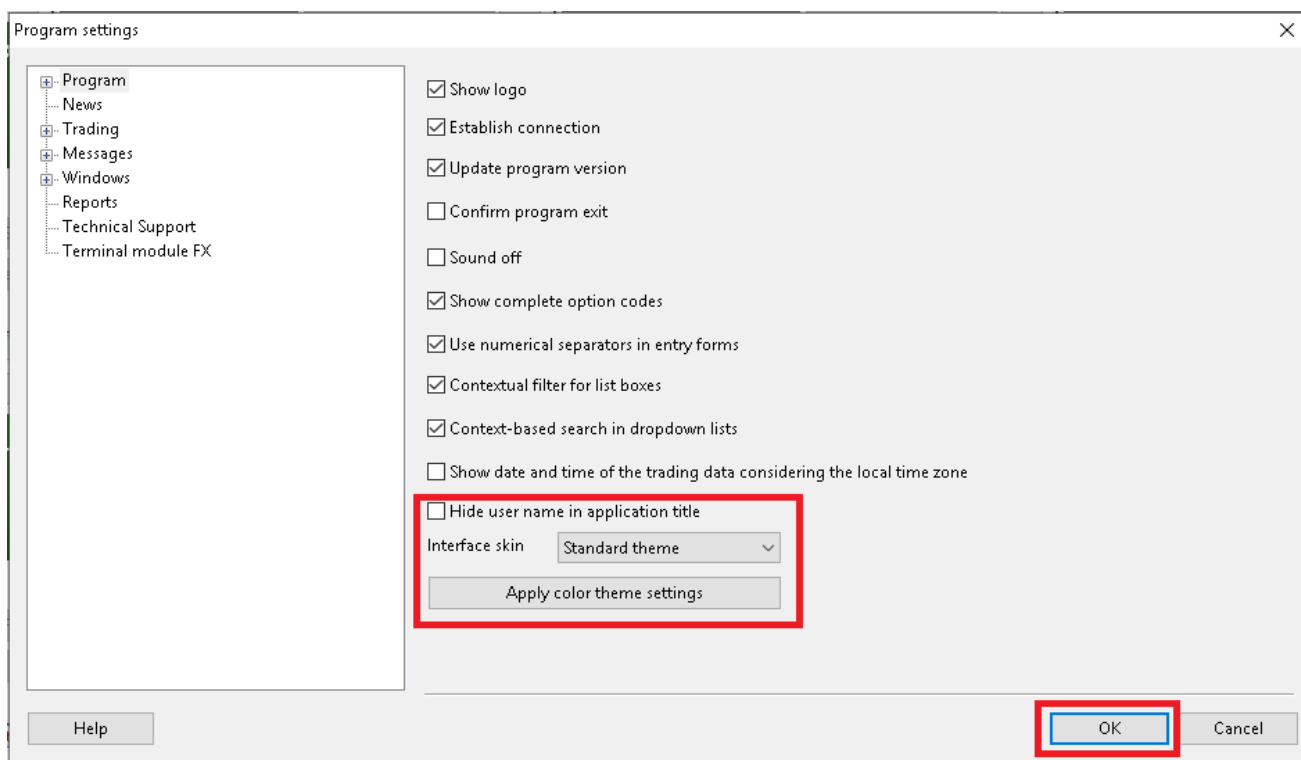 Program settings
Program
News
Trading
Messages
Windows
Reports
Technical Support
Terminal module FX
Show logo
Establish connection
Update program version
Confirm program exit
Sound off
Show complete option codes
Use numerical separators in entry forms
Contextual filter for list boxes
Context-based search in dropdown lists
Show date and time of the trading data considering the local time zone
Hide user name in application title
Interface skin Standard theme
Apply color theme settings
Help OK Cancel